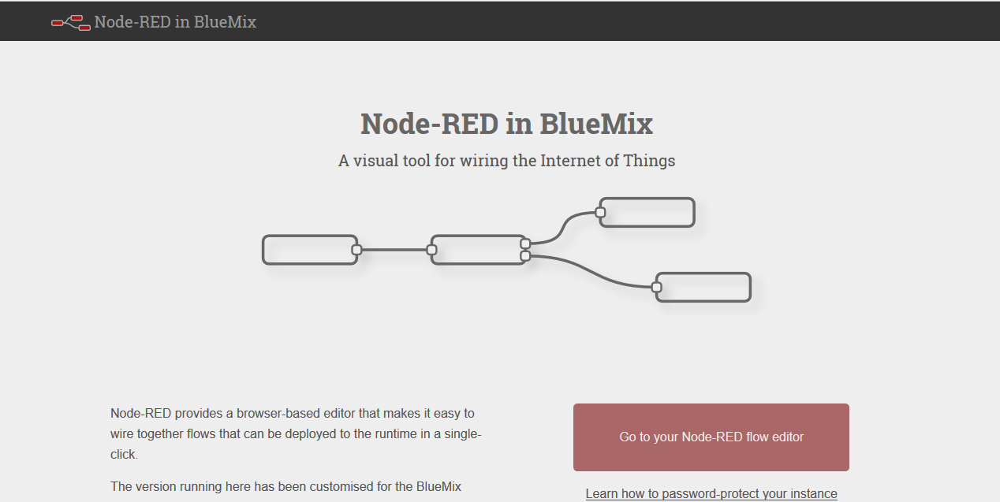 Node-RED in BlueMix
Node-RED in BlueMix
A visual tool for wiring the Internet of Things
Node-RED provides a browser-based editor that makes it easy to
wire together flows that can be deployed to the runtime in a single-
click.
The version running here has been customised for the BlueMix
Go to your Node-RED flow editor
Learn how to password-protect your instance